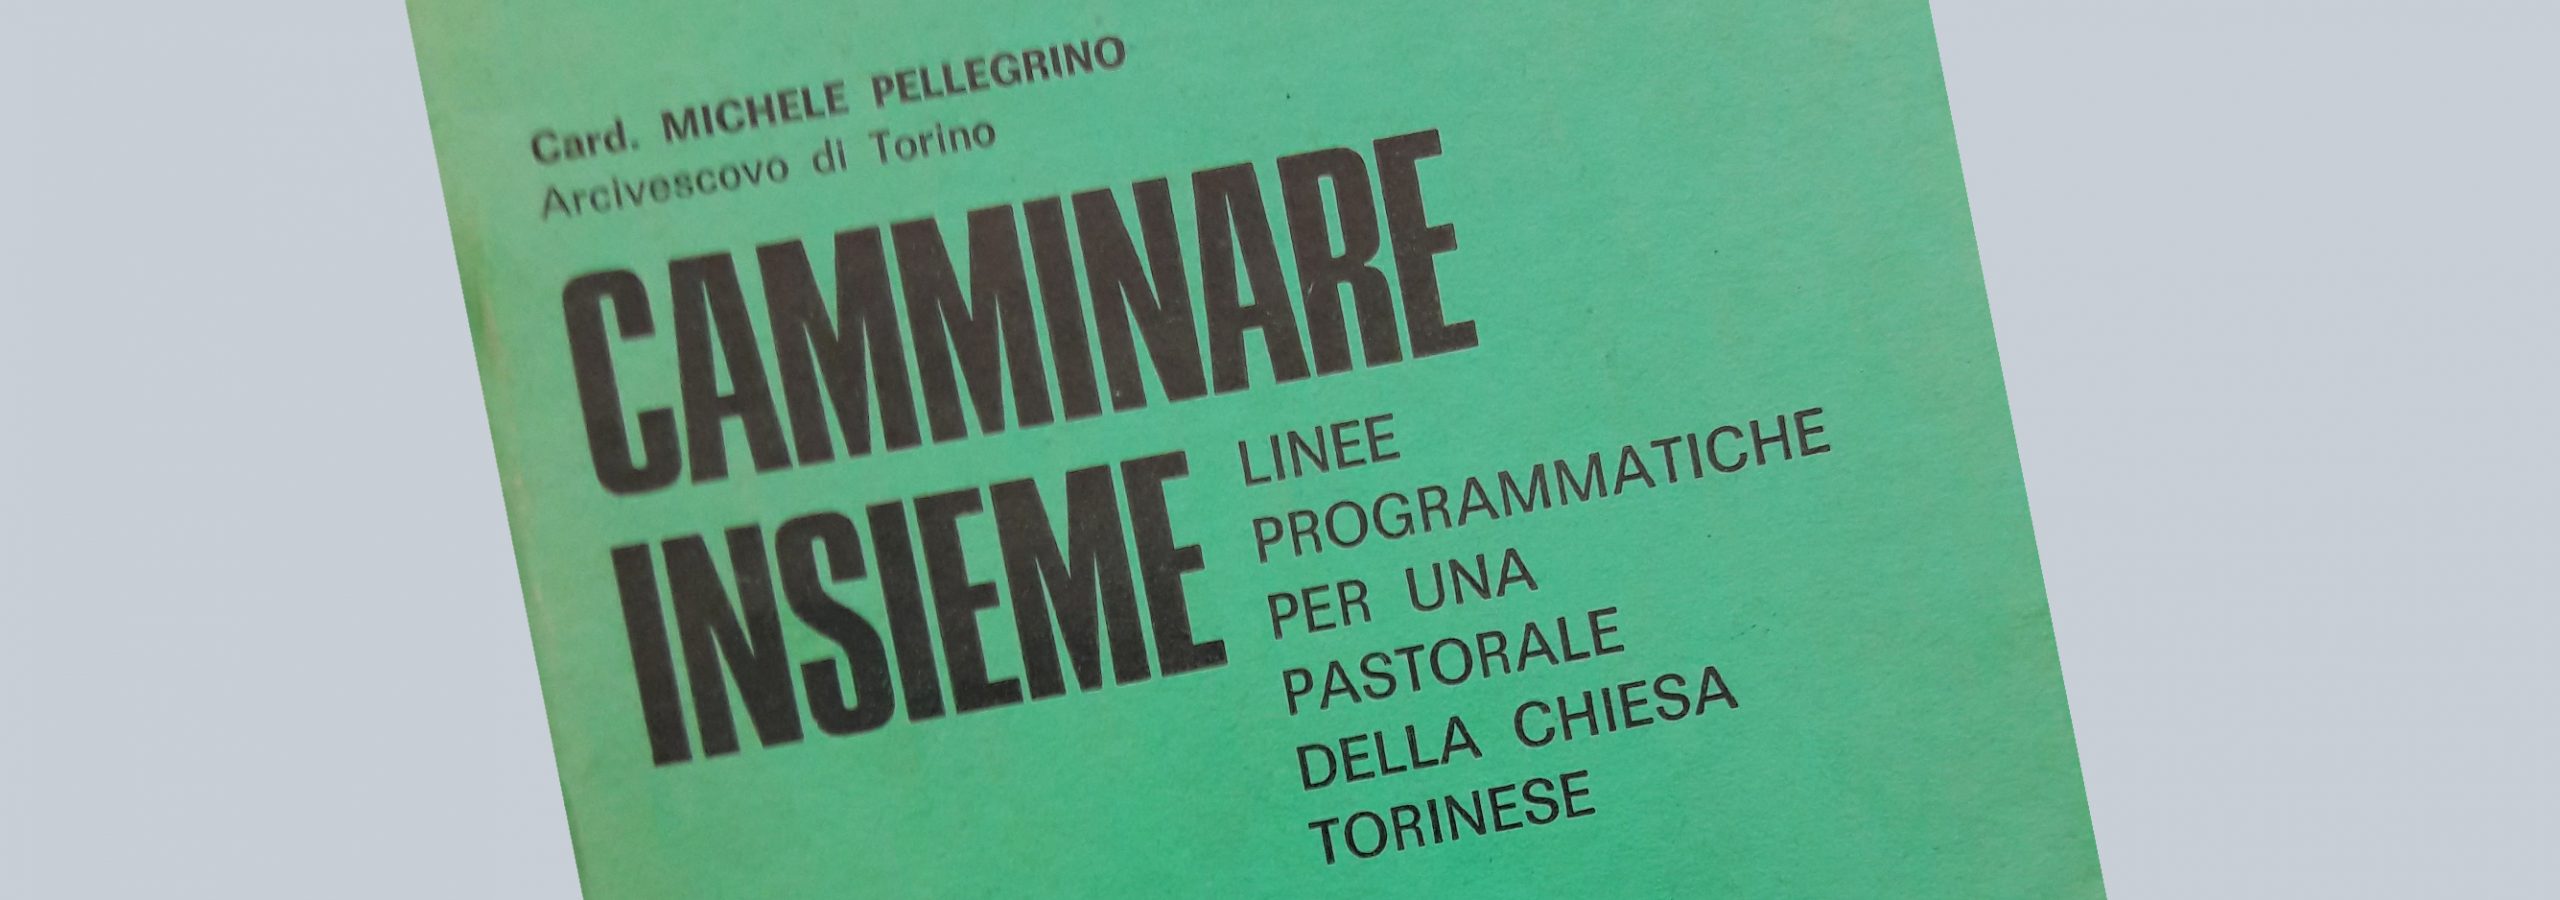 Card. MICHELE PELLEGRINO
Arcivescovo di Torino
CAMMINARE
INSIEME
LINEE
PROGRAMMATICHE
PER UNA
PASTORALE
DELLA CHIESA
TORINESE